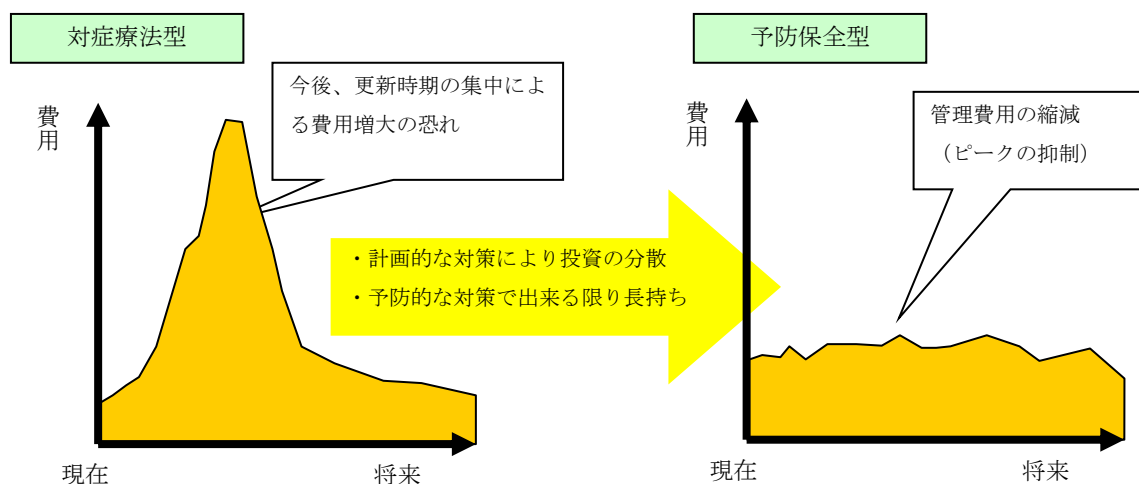 対症療法型
今後、更新時期の集中によ
る費用増大の恐れ
費用
現在
将来
・計画的な対策により投資の分散
・予防的な対策で出来る限り長持ち
予防保全型
管理費用の縮減
（ピークの抑制）
費用
現在
将来